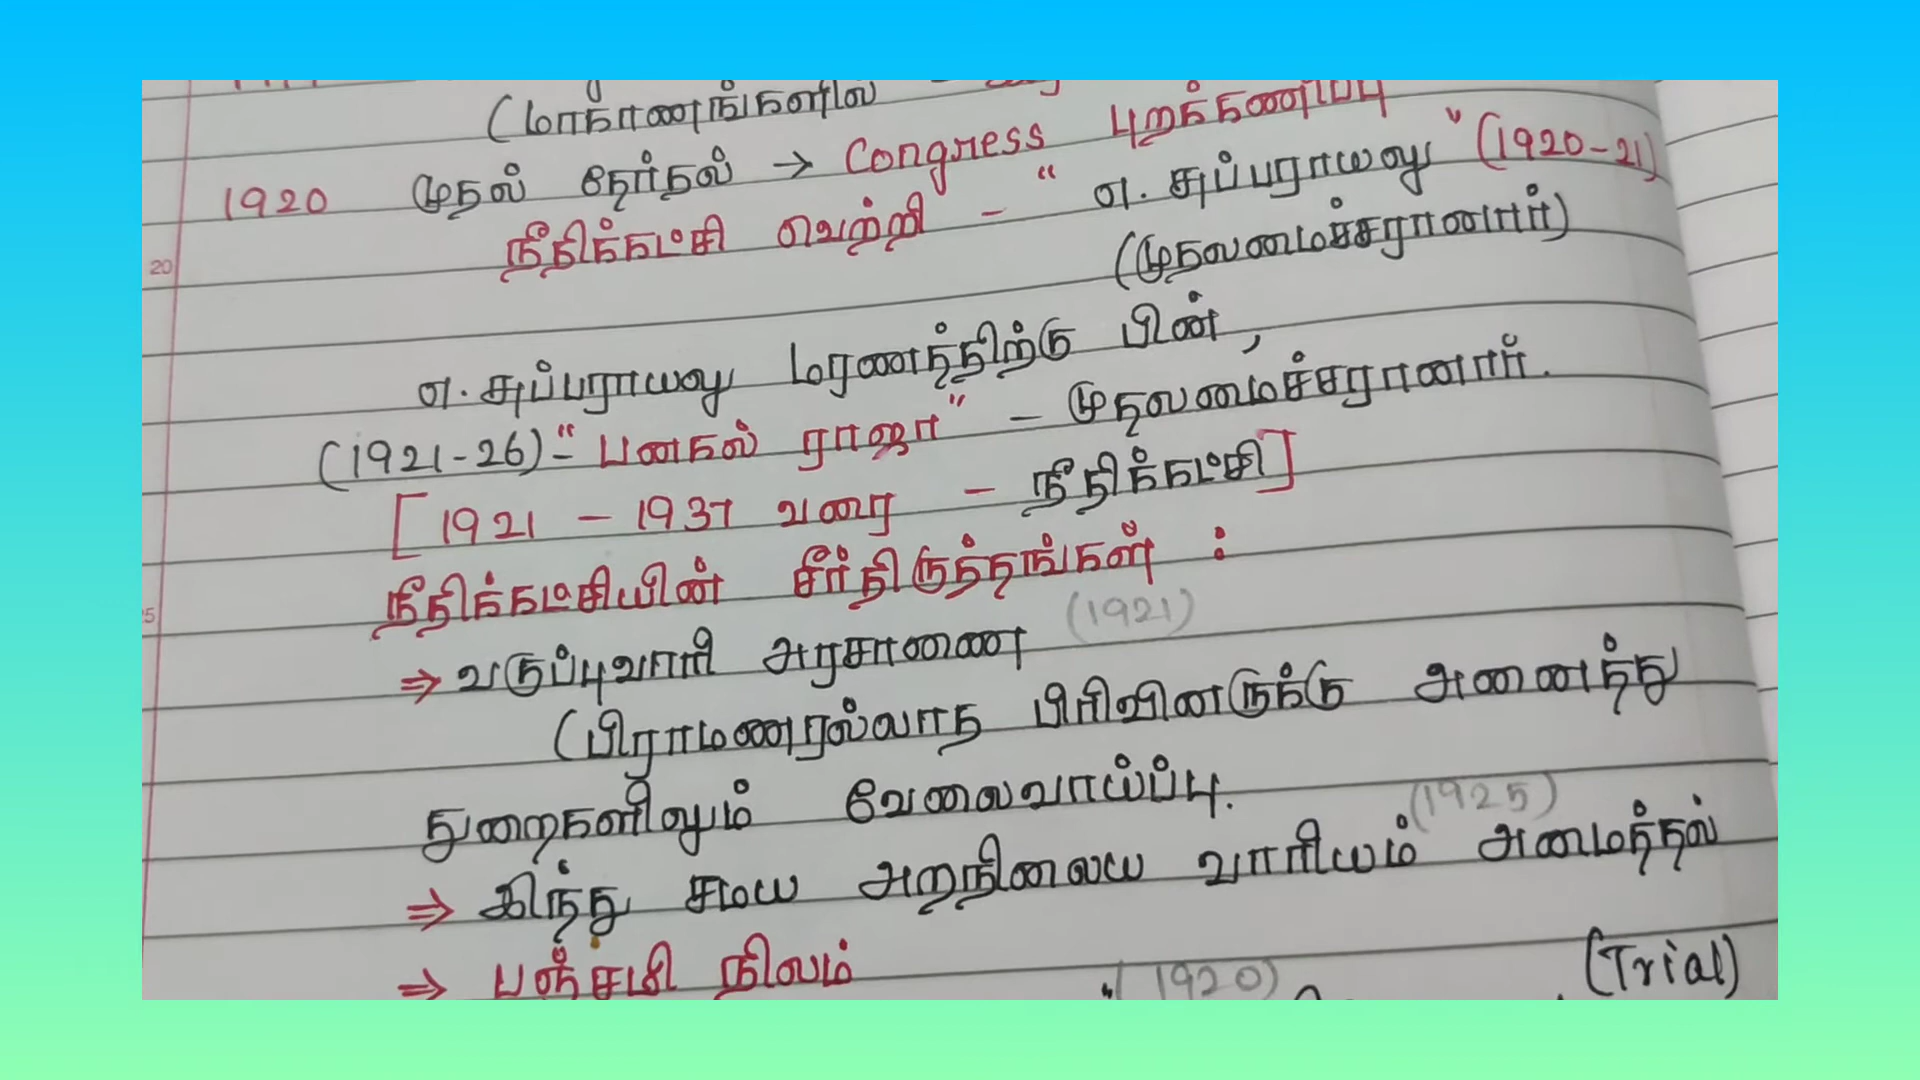 (மாகாணங்களில் -
1920 முதல் தேர்தல் → Congress புறக்கணிப்பு
நீதிக்கட்சி வெற்றி - " எ. சுப்பராயலு " (1920-21)
(முதலமைச்சரானார்)
எ. சுப்பராயலு மரணத்திற்கு பின்,
(1921-26) - " பனகல் ராஜா " - முதலமைச்சரானார்.
[1921 - 1937 வரை - நீதிக்கட்சி]
நீதிக்கட்சியின் சீர்திருத்தங்கள் :
⇒ வகுப்புவாரி அரசாணை (1921)
(பிராமணரல்லாத பிரிவினருக்கு அனைத்து
துறைகளிலும் வேலைவாய்ப்பு.
⇒ இந்து சமய அறநிலைய வாரியம் (1925) அமைத்தல்
⇒ பஞ்சமி நிலம்
(1920) (Trial)